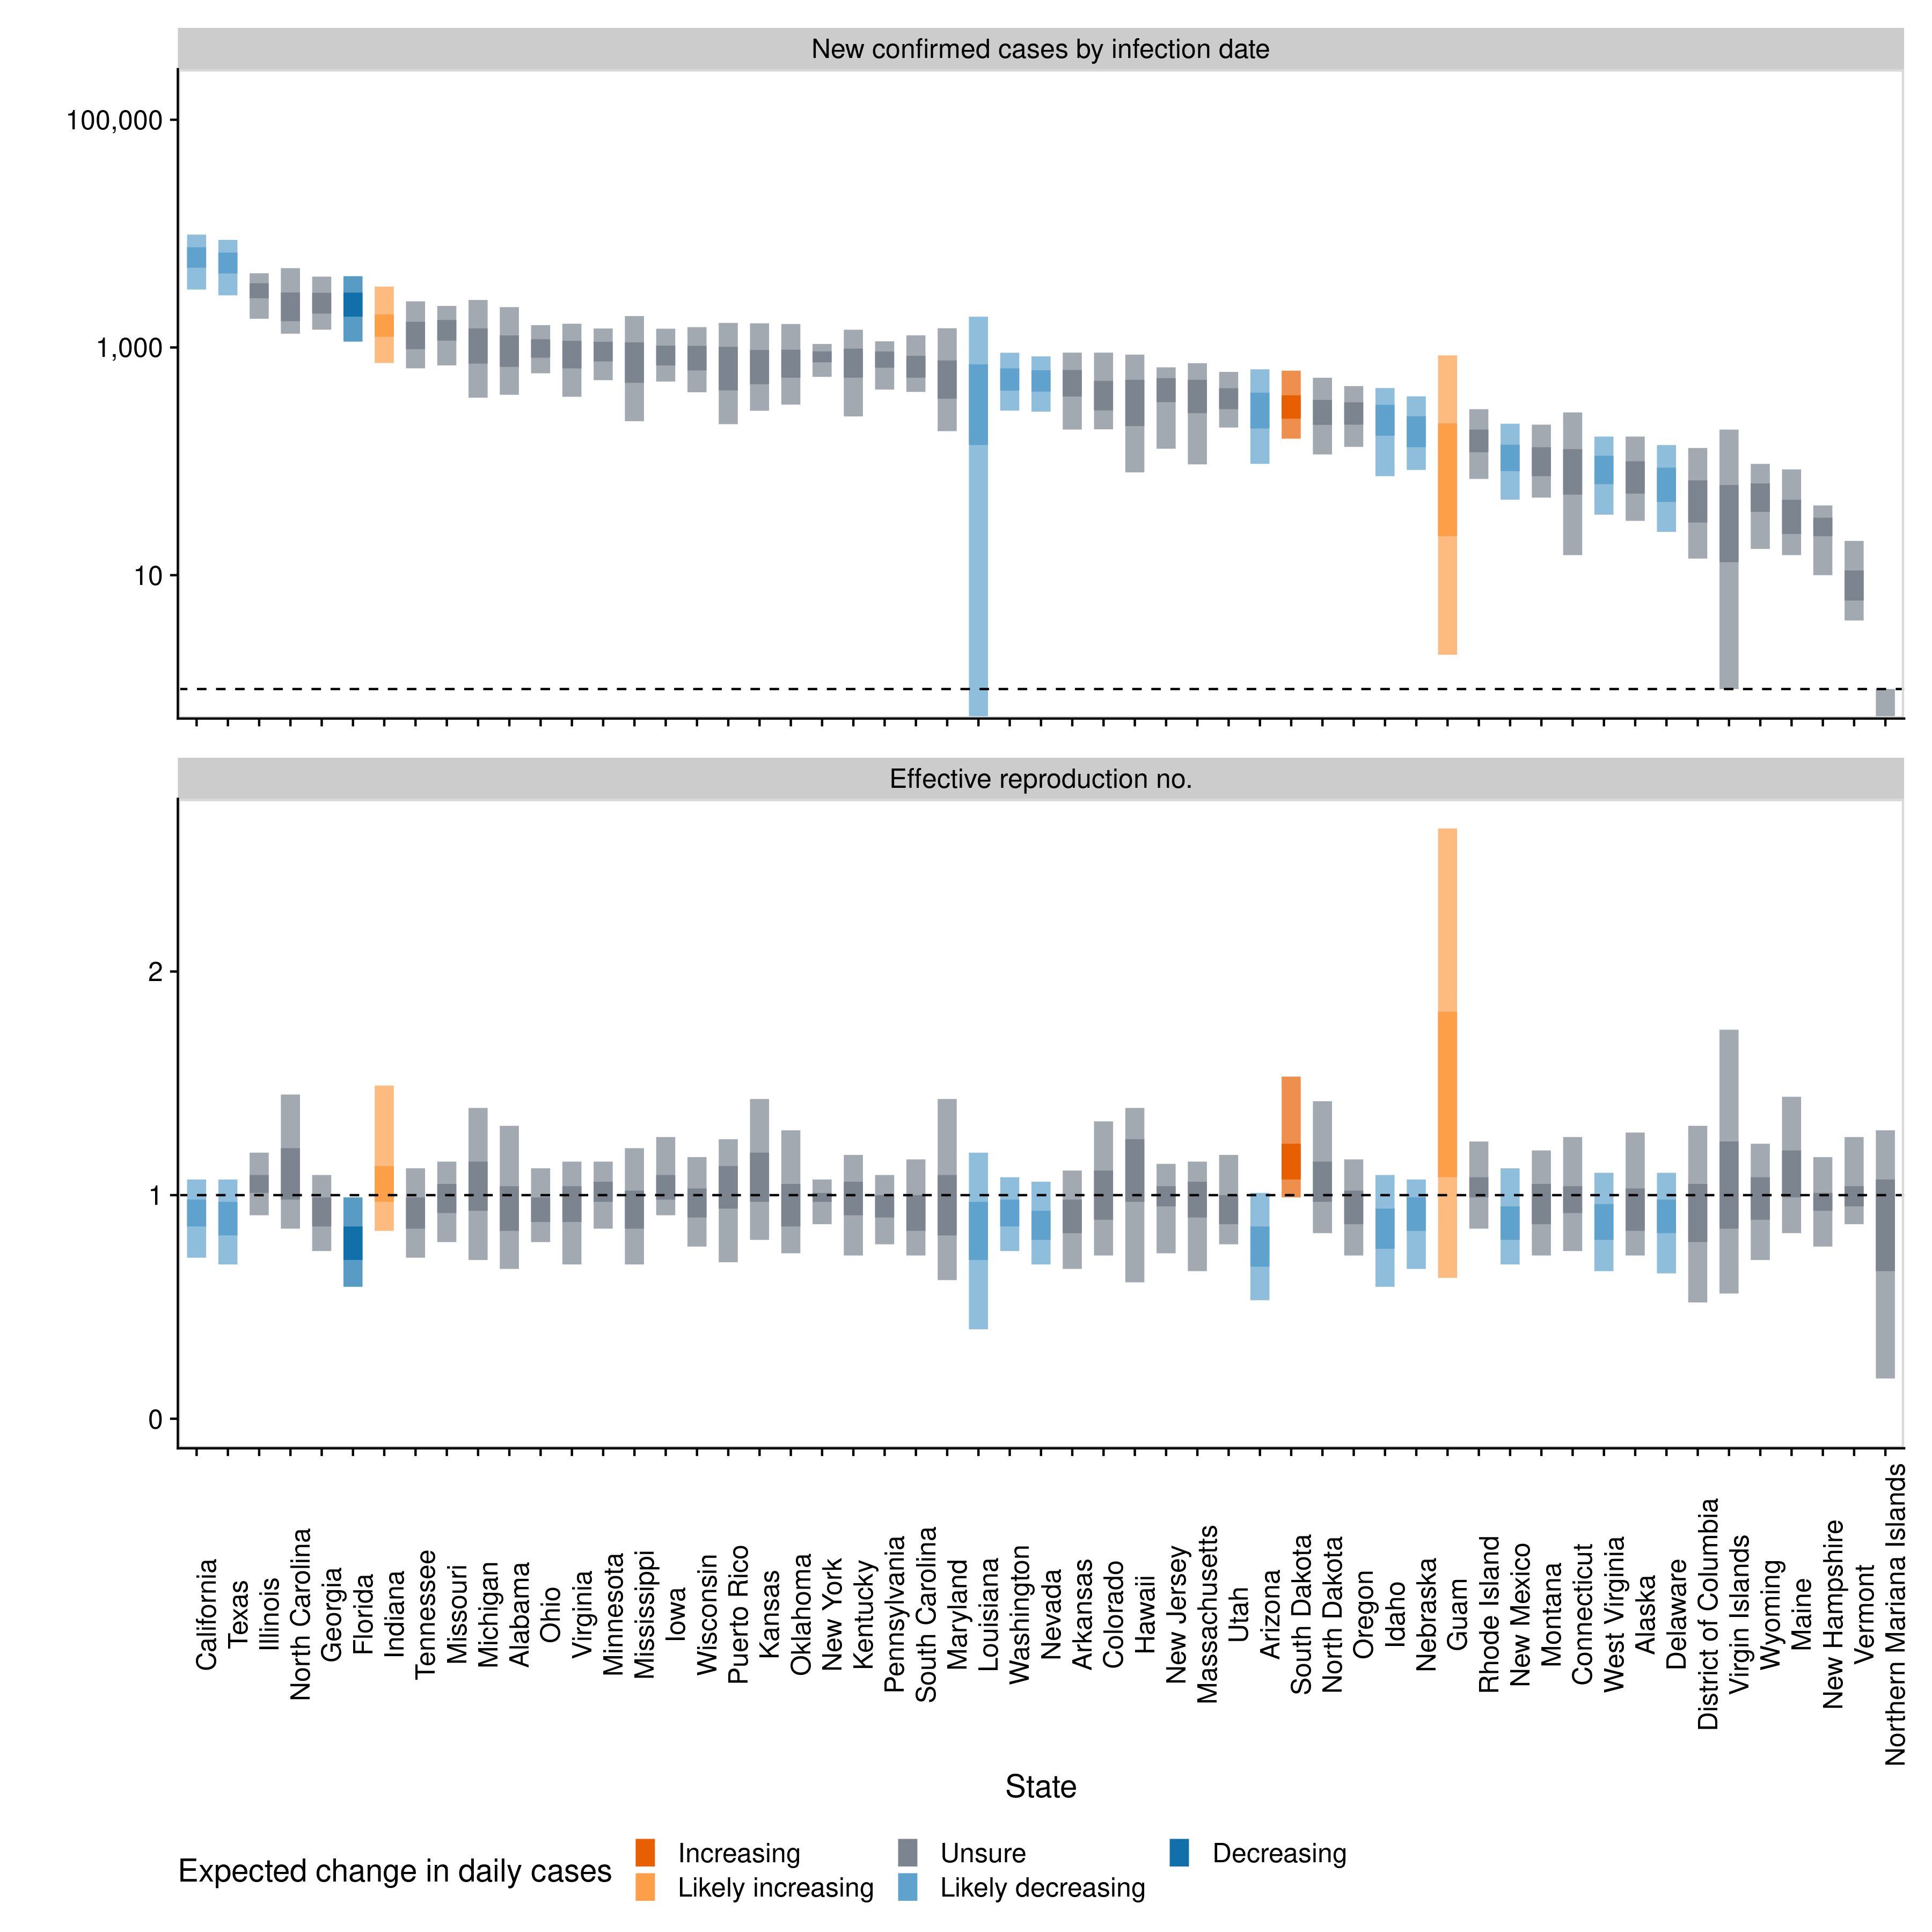 New confirmed cases by infection date
100,000
1,000
10
Effective reproduction no.
2
1
0
California
Texas
Illinois
North Carolina
Georgia
Florida
Indiana
Tennessee
Missouri
Michigan
Alabama
Ohio
Virginia
Minnesota
Mississippi
Iowa
Wisconsin
Puerto Rico
Kansas
Oklahoma
New York
Kentucky
Pennsylvania
South Carolina
Maryland
Louisiana
Washington
Nevada
Arkansas
Colorado
Hawaii
New Jersey
Massachusetts
Utah
Arizona
South Dakota
North Dakota
Oregon
Idaho
Nebraska
Guam
Rhode Island
New Mexico
Montana
Connecticut
West Virginia
Alaska
Delaware
District of Columbia
Virgin Islands
Wyoming
Maine
New Hampshire
Vermont
Northern Mariana Islands
State
Expected change in daily cases
Increasing
Unsure
Decreasing
Likely increasing
Likely decreasing